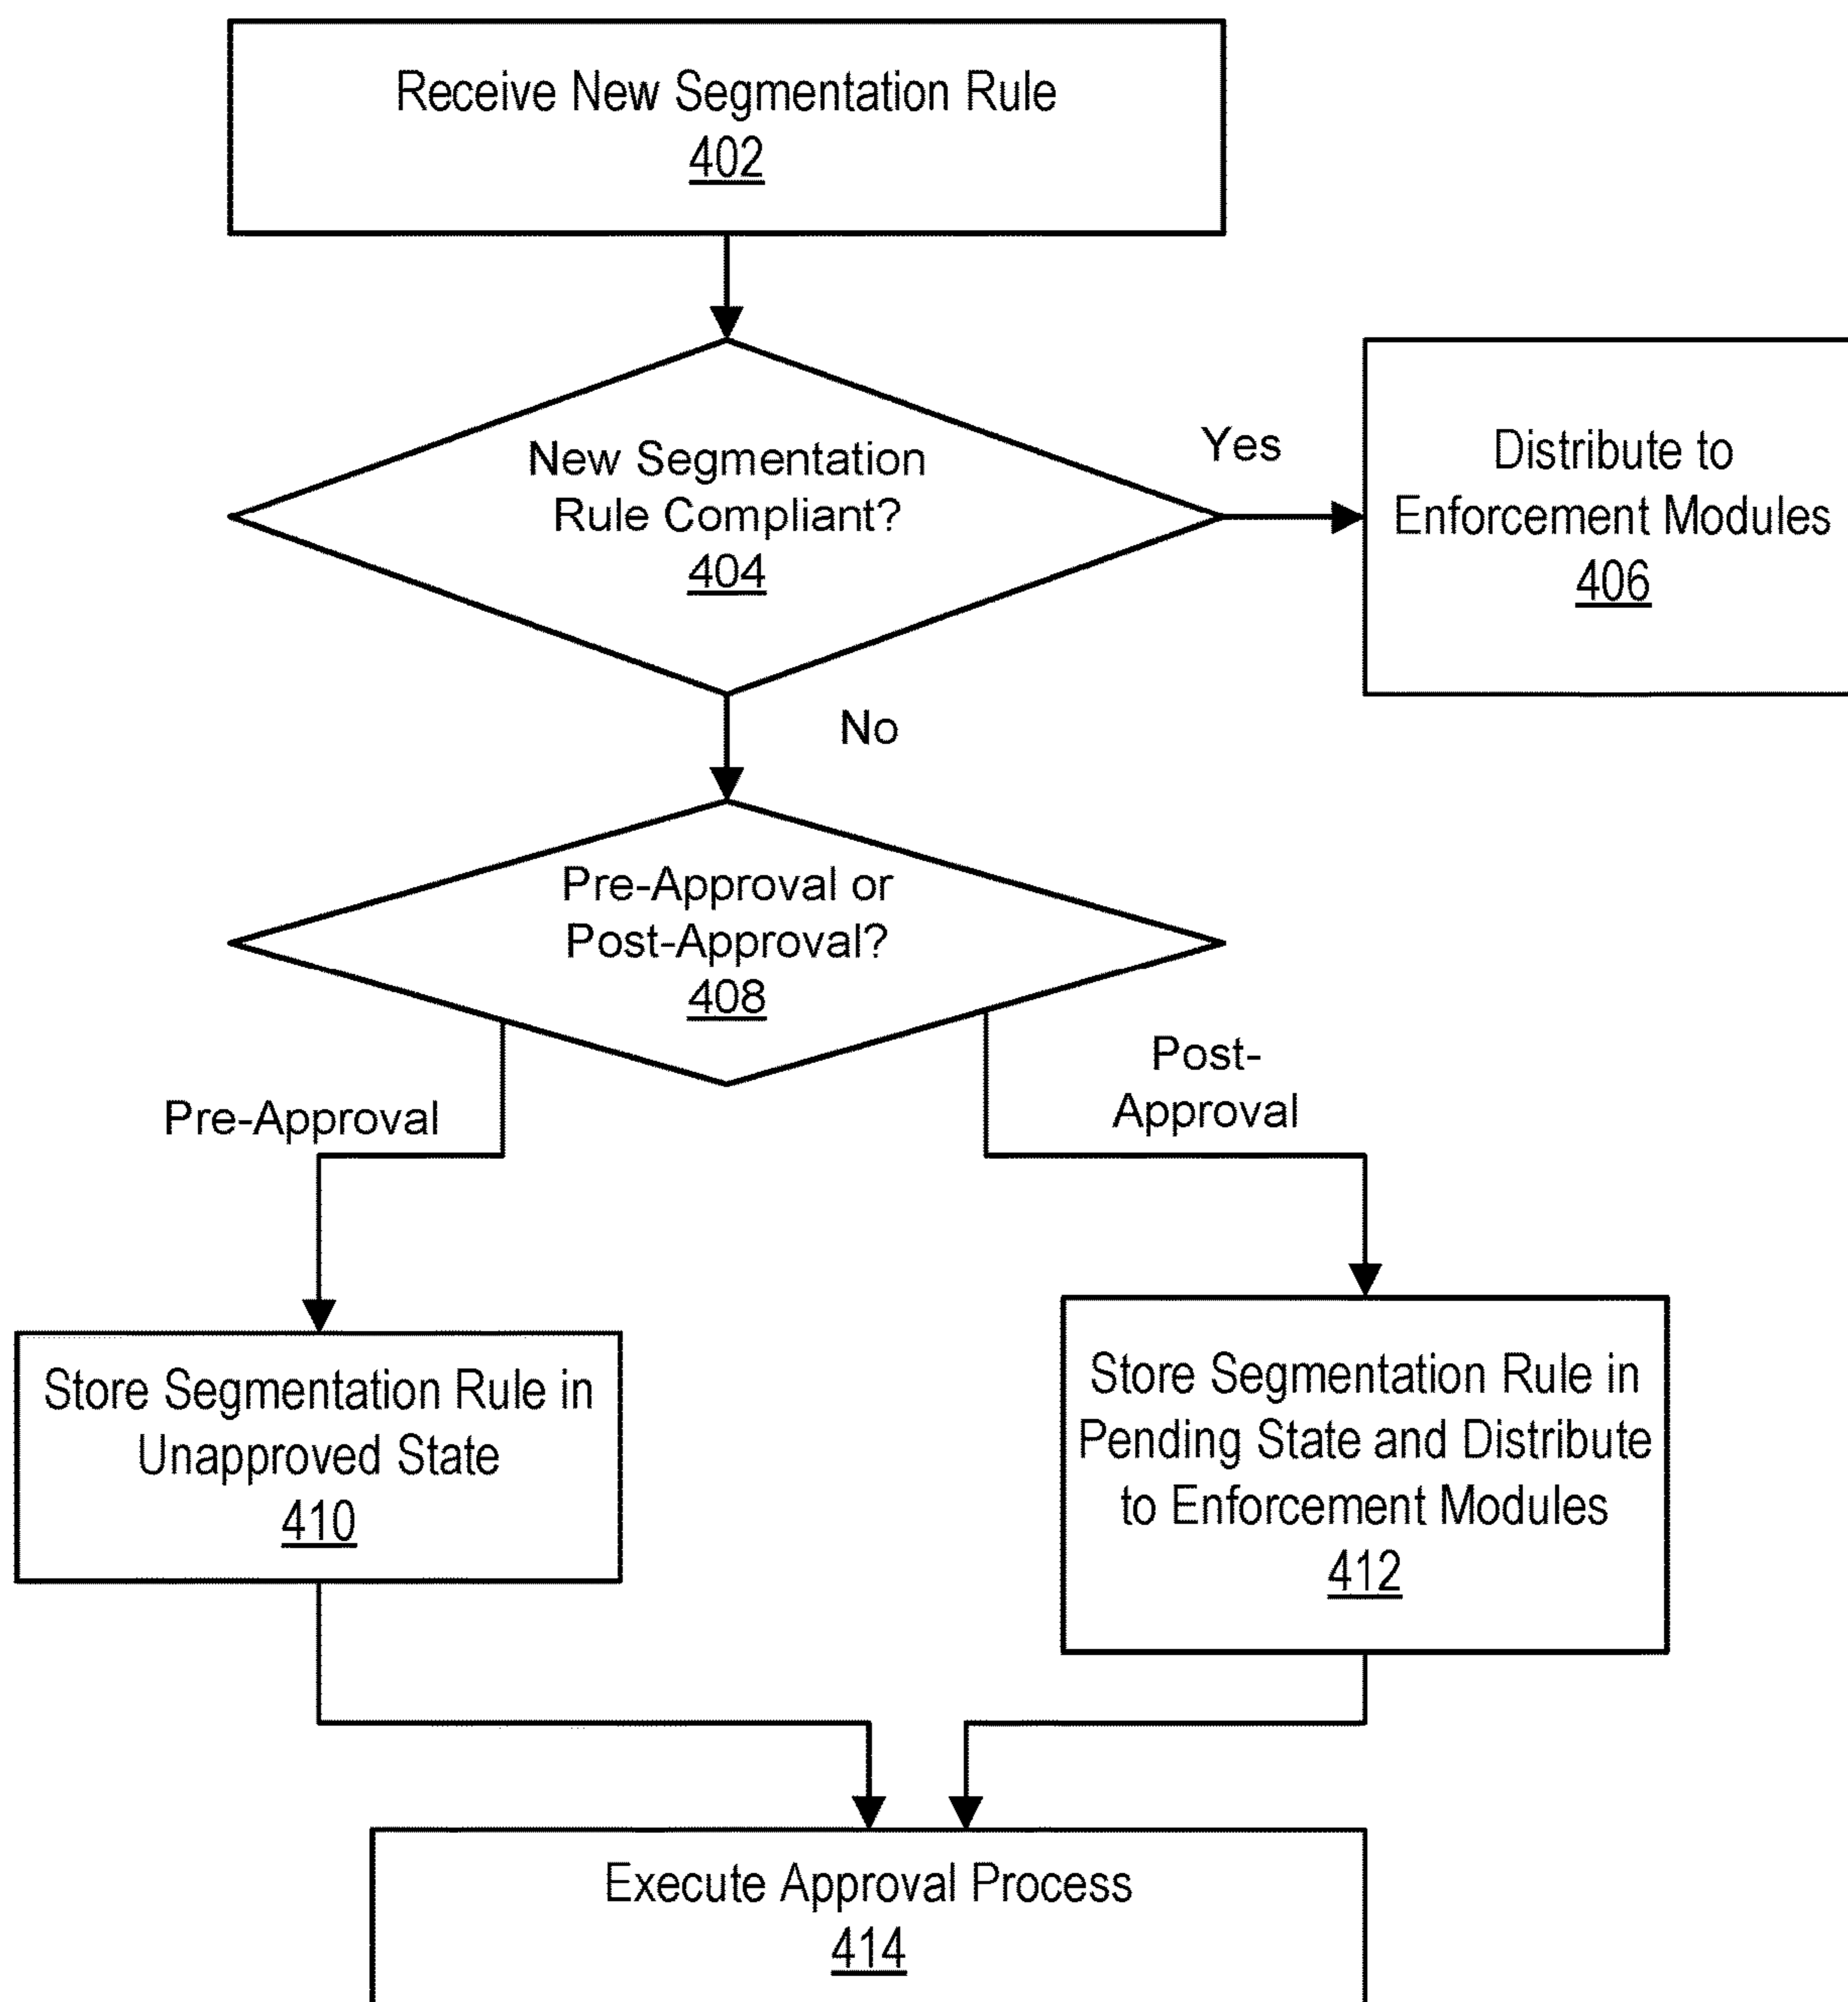 Receive New Segmentation Rule
402
New Segmentation
Rule Compliant?
404
Yes
Distribute to
Enforcement Modules
406
No
Pre-Approval or
Post-Approval?
408
Pre-Approval
Post-
Approval
Store Segmentation Rule in
Unapproved State
410
Store Segmentation Rule in
Pending State and Distribute
to Enforcement Modules
412
Execute Approval Process
414